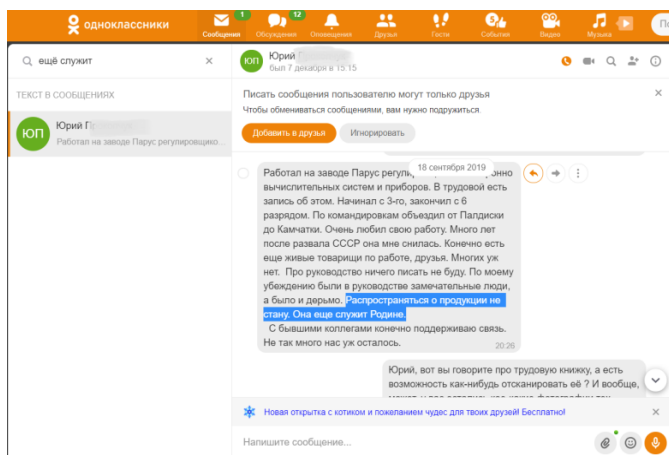 одноклассники
1
12
Сообщения Обсуждения Оповещения Друзья Гости События Видео Музыка
По
ещё служит
ТЕКСТ В СООБЩЕНИЯХ
ЮП
Юрий
Работал на заводе Парус регулировщико...
ЮП
Юрий
был 7 декабря в 15:15
Писать сообщения пользователю могут только друзья
Чтобы обмениваться сообщениями, вам нужно подружиться.
Добавить в друзья Игнорировать
18 сентября 2019
Работал на заводе Парус
вычислительных систем и приборов. В трудовой есть
запись об этом. Начинал с 3-го, закончил с 6
разрядом. По командировкам объездил от Палдиски
до Камчатки. Очень любил свою работу. Много лет
после развала СССР она мне снилась. Конечно есть
еще живые товарищи по работе, друзья. Многих уж
нет. Про руководство ничего писать не буду. По моему
убеждению были в руководстве замечательные люди,
а было и дерьмо. Распространяться о продукции не
стану. Она еще служит Родине.
С бывшими коллегами конечно поддерживаю связь.
Не так много нас уж осталось.
20:26
Юрий, вот вы говорите про трудовую книжку, а есть
возможность как-нибудь отсканировать её ? И вообще,
Новая открытка с котиком и пожеланием чудес для твоих друзей! Бесплатно!
Напишите сообщение...